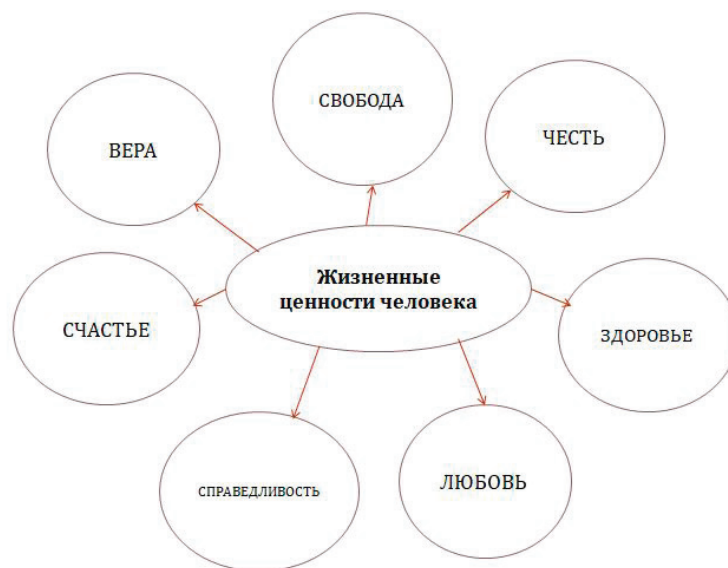 СВОБОДА
ЧЕСТЬ
ВЕРА
Жизненные
ценности человека
СЧАСТЬЕ
ЗДОРОВЬЕ
СПРАВЕДЛИВОСТЬ
ЛЮБОВЬ